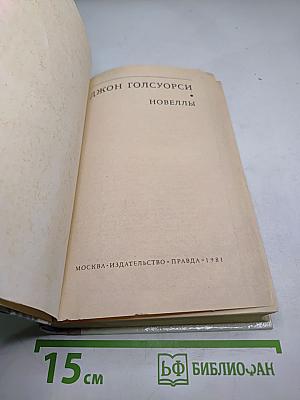 ДЖОН ГОЛСУОРСИ
НОВЕЛЛЫ
МОСКВА•ИЗДАТЕЛЬСТВО•ПРАВДА•1981
15 см
БФ БИБЛИОФАН